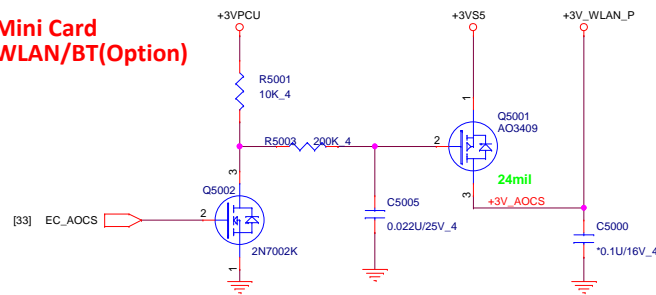 Mini Card
WLAN/BT(Option)
+3VPCU
+3VS5
+3V_WLAN_P
R5001
10K_4
1
Q5001
AO3409
R5003
200K_4
2
3
24mil
+3V_AOCS
Q5002
3
2
1
2N7002K
[33]
EC_AOCS
C5005
0.022U/25V_4
C5000
*0.1U/16V_4